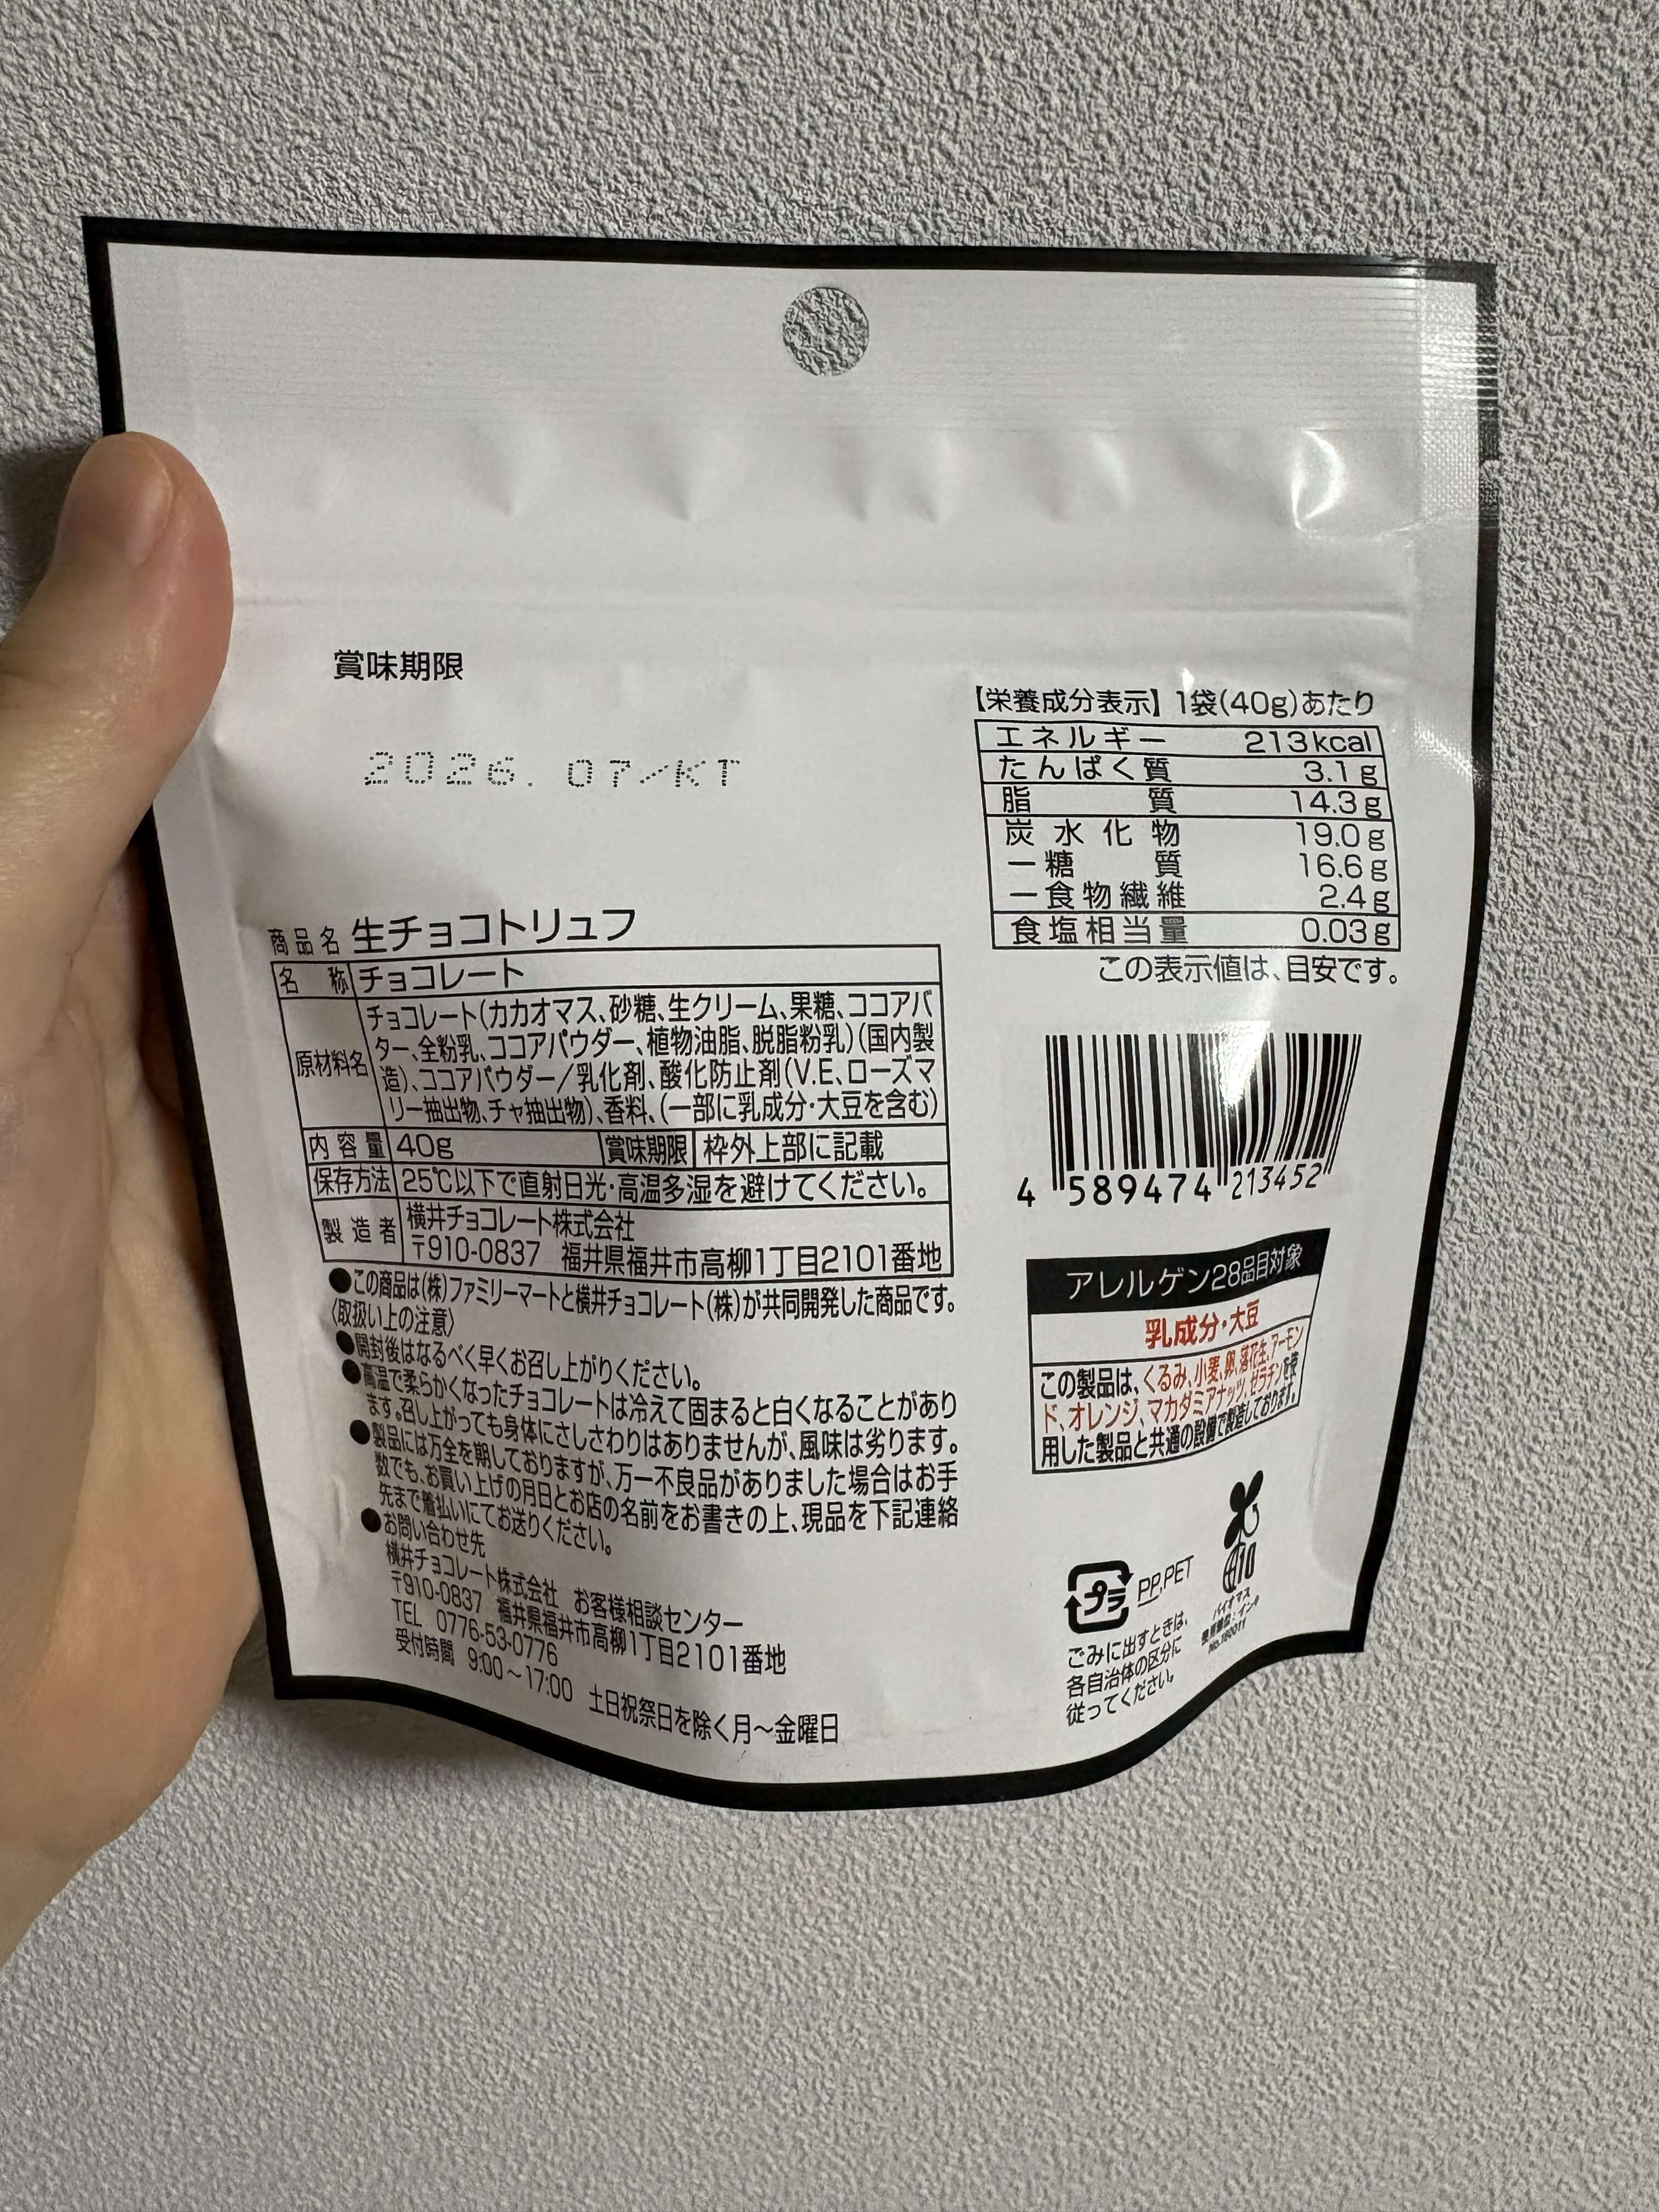 賞味期限
2026. 07/KT
商品名 生チョコトリュフ
名称 チョコレート
原材料名 チョコレート(カカオマス、砂糖、生クリーム、果糖、ココアバ
ター、全粉乳、ココアパウダー、植物油脂、脱脂粉乳)(国内製
造)、ココアパウダー/乳化剤、酸化防止剤(V.E、ローズマ
リー抽出物、チャ抽出物)、香料、(一部に乳成分・大豆を含む)
内容量 40g 賞味期限 枠外上部に記載
保存方法 25℃以下で直射日光・高温多湿を避けてください。
製造者 横井チョコレート株式会社
〒910-0837 福井県福井市高柳1丁目2101番地
●この商品は(株)ファミリーマートと横井チョコレート(株)が共同開発した商品です。
〈取扱い上の注意〉
●開封後はなるべく早くお召し上がりください。
●高温で柔らかくなったチョコレートは冷えて固まると白くなることがあり
ます。召し上がっても身体にさしさわりはありませんが、風味は劣ります。
●製品には万全を期しておりますが、万一不良品がありました場合はお手
数でも、お買い上げの月日とお店の名前をお書きの上、現品を下記連絡
先まで着払いにてお送りください。
●お問い合わせ先
横井チョコレート株式会社 お客様相談センター
〒910-0837 福井県福井市高柳1丁目2101番地
TEL 0776-53-0776
受付時間 9:00～17:00 土日祝祭日を除く月～金曜日
【栄養成分表示】1袋(40g)あたり
エネルギー 213kcal
たんぱく質 3.1g
脂質 14.3g
炭水化物 19.0g
ー糖質 16.6g
ー食物繊維 2.4g
食塩相当量 0.03g
この表示値は、目安です。
4 589474 213452
アレルゲン28品目対象
乳成分・大豆
この製品は、くるみ、小麦、卵、落花生、アーモン
ド、オレンジ、マカダミアナッツ、ゼラチンを使
用した製品と共通の設備で製造しております。
プラ PP,PET
ごみに出すときは、
各自治体の区分に
従ってください。
バイオマス
使用部位：インキ
No.160011